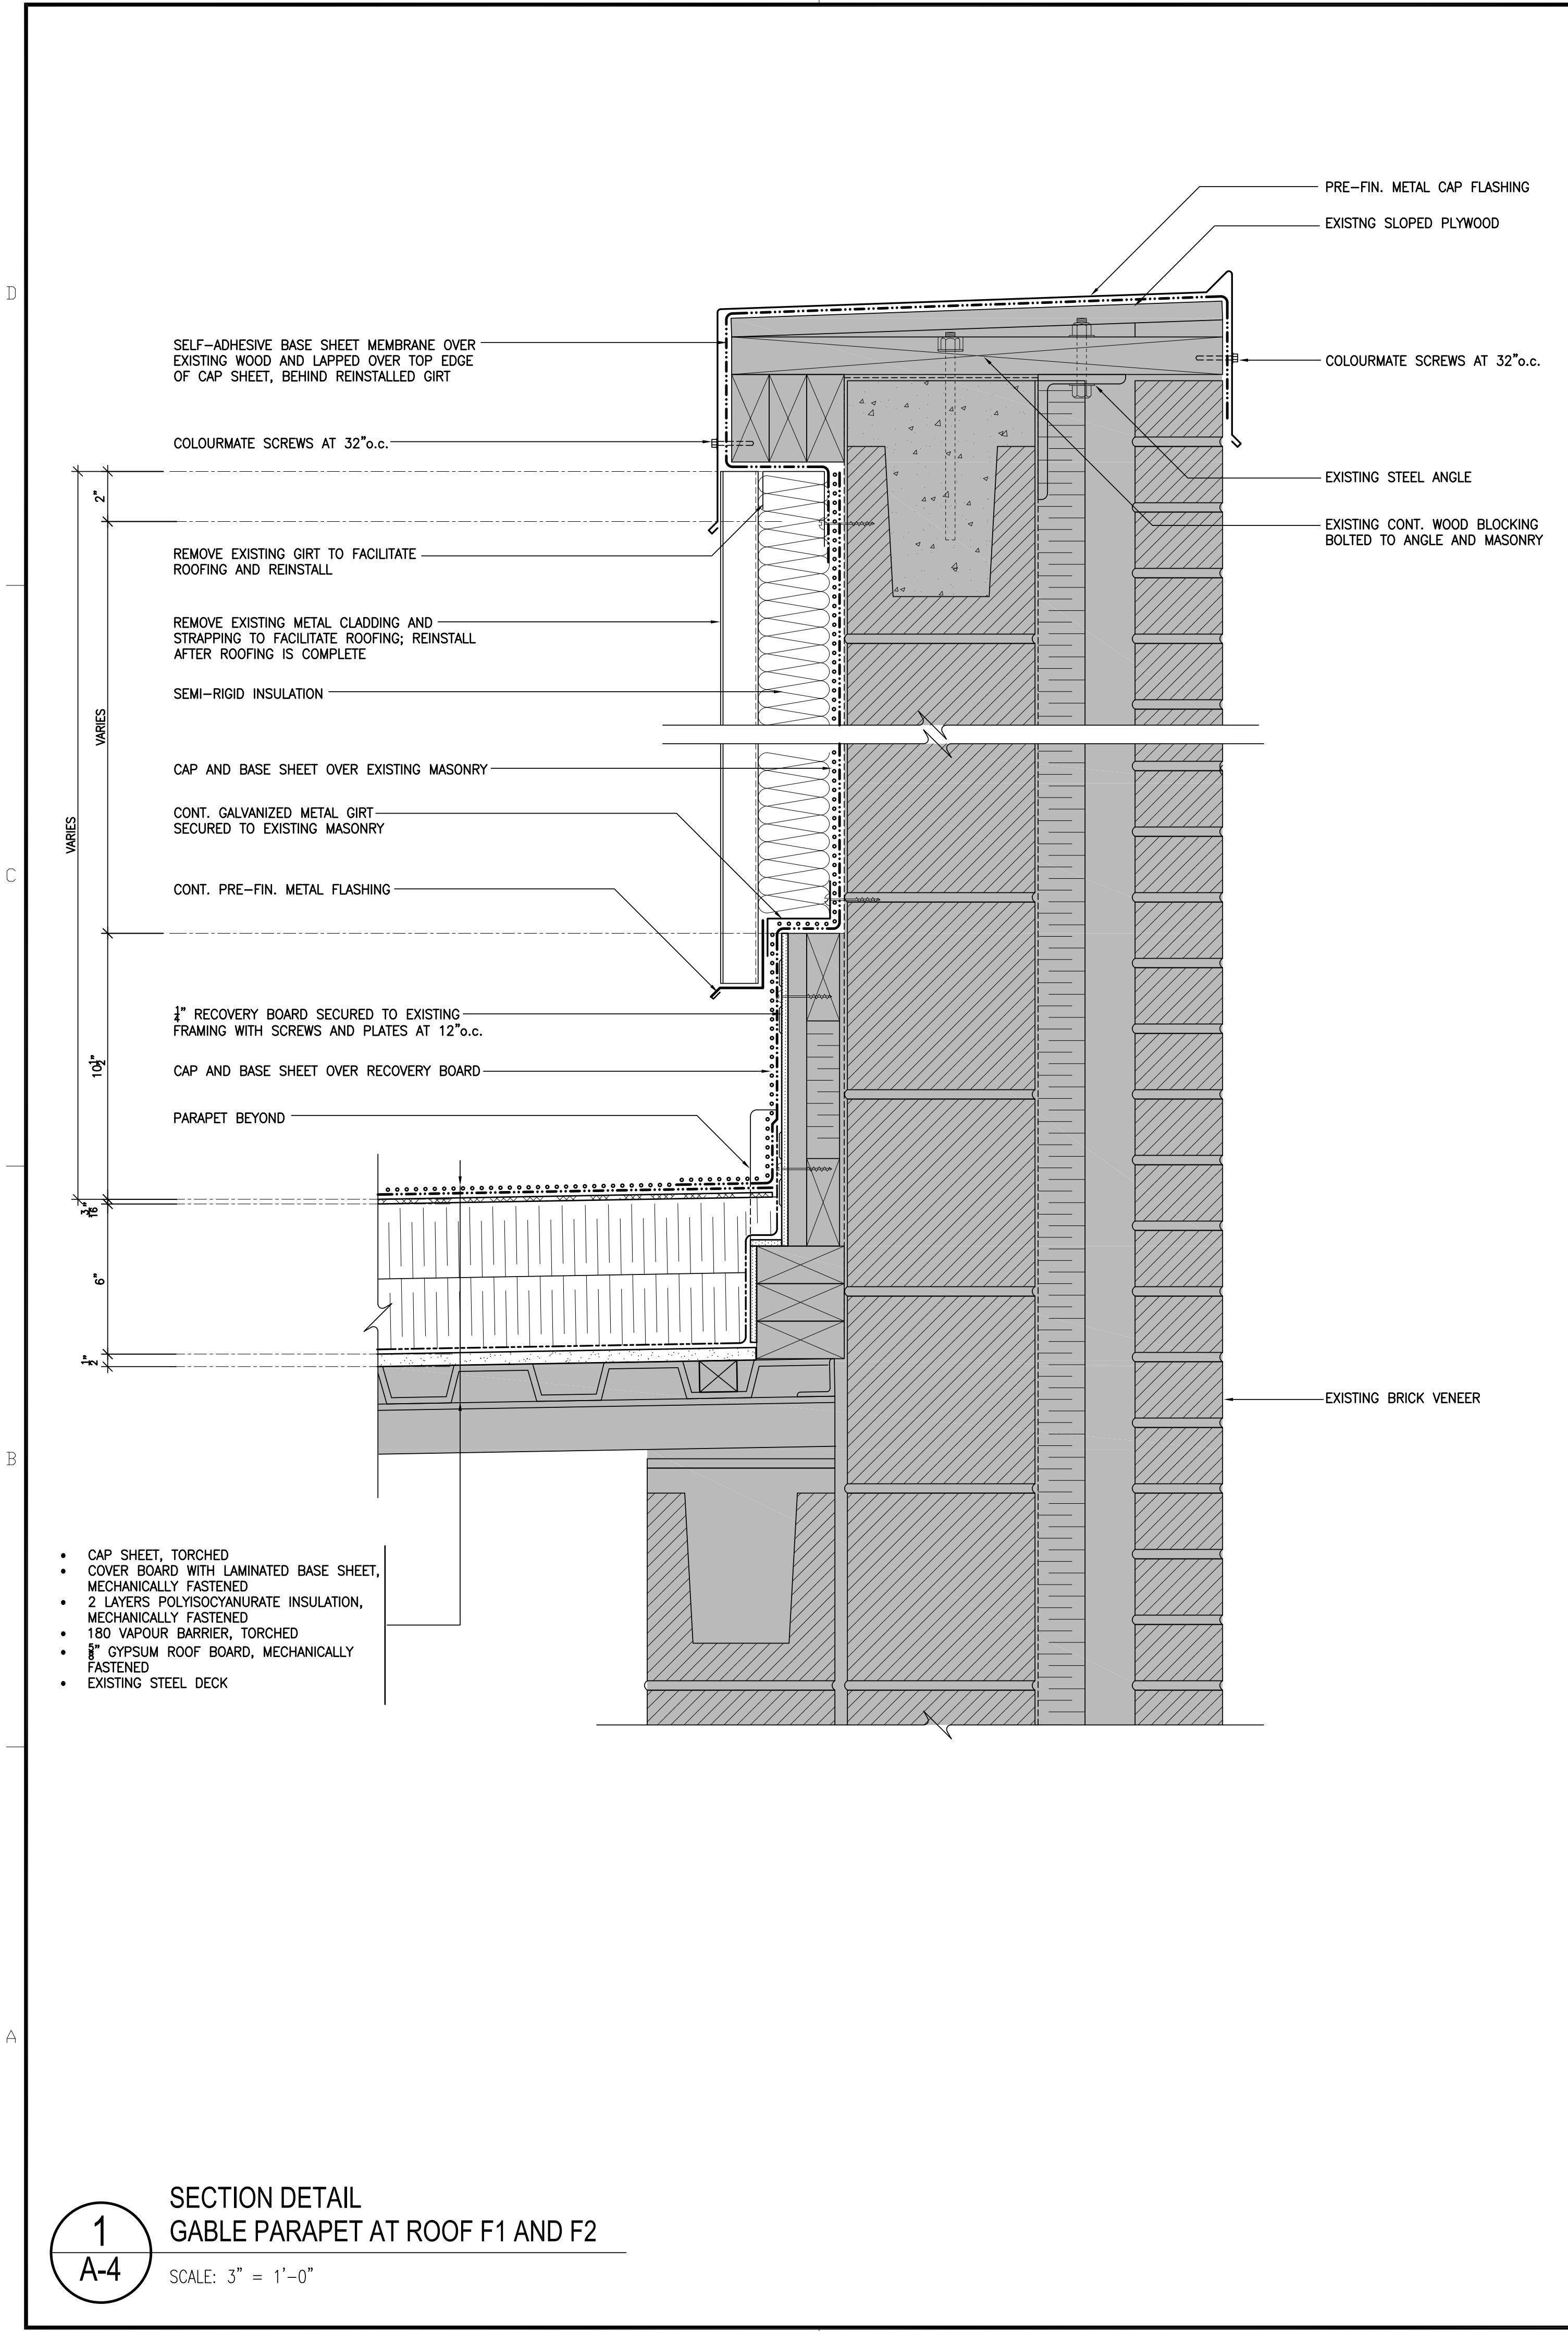 PRE-FIN. METAL CAP FLASHING
EXISTNG SLOPED PLYWOOD
D
SELF-ADHESIVE BASE SHEET MEMBRANE OVER
EXISTING WOOD AND LAPPED OVER TOP EDGE
OF CAP SHEET, BEHIND REINSTALLED GIRT
COLOURMATE SCREWS AT 32"o.c.
COLOURMATE SCREWS AT 32"o.c.
EXISTING STEEL ANGLE
2"
EXISTING CONT. WOOD BLOCKING
BOLTED TO ANGLE AND MASONRY
REMOVE EXISTING GIRT TO FACILITATE
ROOFING AND REINSTALL
REMOVE EXISTING METAL CLADDING AND
STRAPPING TO FACILITATE ROOFING; REINSTALL
AFTER ROOFING IS COMPLETE
SEMI-RIGID INSULATION
VARIES
CAP AND BASE SHEET OVER EXISTING MASONRY
CONT. GALVANIZED METAL GIRT
SECURED TO EXISTING MASONRY
VARIES
C
CONT. PRE-FIN. METAL FLASHING
1/4" RECOVERY BOARD SECURED TO EXISTING
FRAMING WITH SCREWS AND PLATES AT 12"o.c.
10 1/2"
CAP AND BASE SHEET OVER RECOVERY BOARD
PARAPET BEYOND
3/16"
6"
1/2"
EXISTING BRICK VENEER
B
• CAP SHEET, TORCHED
• COVER BOARD WITH LAMINATED BASE SHEET,
MECHANICALLY FASTENED
• 2 LAYERS POLYISOCYANURATE INSULATION,
MECHANICALLY FASTENED
• 180 VAPOUR BARRIER, TORCHED
• 5/8" GYPSUM ROOF BOARD, MECHANICALLY
FASTENED
• EXISTING STEEL DECK
A
1
A-4
SECTION DETAIL
GABLE PARAPET AT ROOF F1 AND F2
SCALE: 3" = 1'-0"